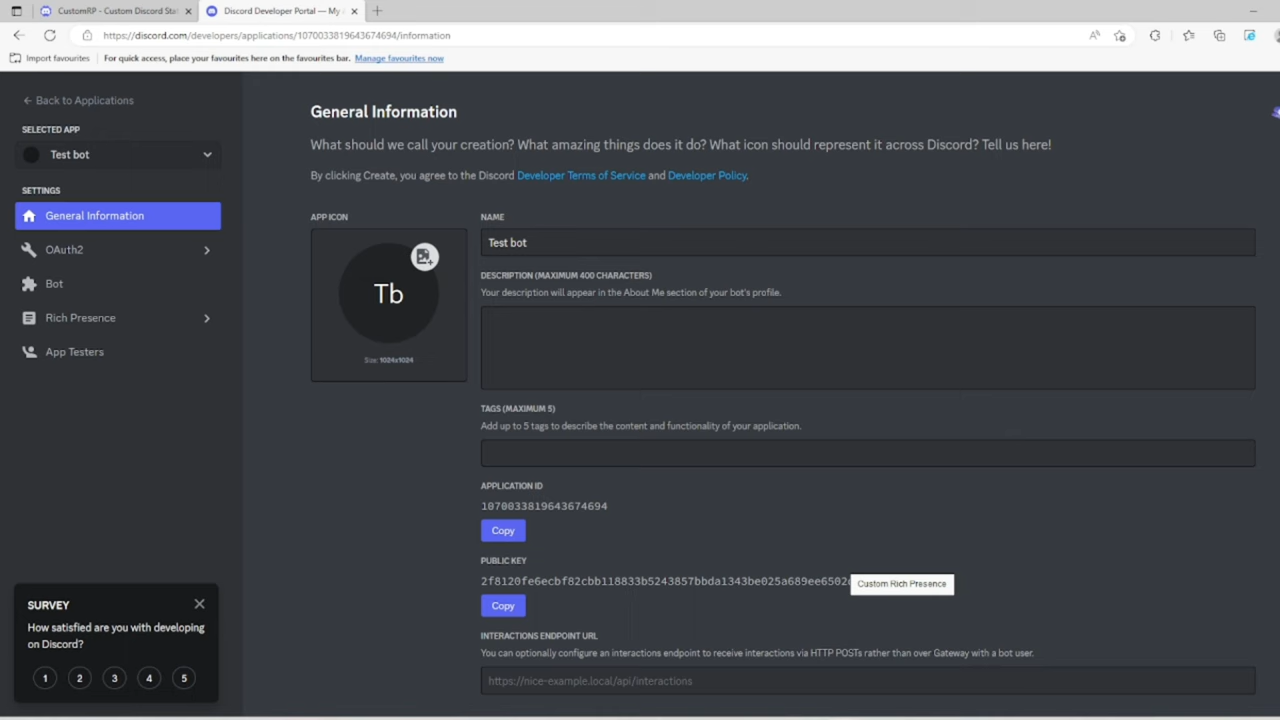 CustomRP - Custom Discord Stat
Discord Developer Portal — My a
https://discord.com/developers/applications/1070033819643674694/information
Import favourites
For quick access, place your favourites here on the favourites bar. Manage favourites now
Back to Applications
SELECTED APP
Test bot
SETTINGS
General Information
OAuth2
Bot
Rich Presence
App Testers
SURVEY
How satisfied are you with developing
on Discord?
1 2 3 4 5
General Information
What should we call your creation? What amazing things does it do? What icon should represent it across Discord? Tell us here!
By clicking Create, you agree to the Discord Developer Terms of Service and Developer Policy.
APP ICON
Tb
Size: 1024x1024
NAME
Test bot
DESCRIPTION (MAXIMUM 400 CHARACTERS)
Your description will appear in the About Me section of your bot's profile.
TAGS (MAXIMUM 5)
Add up to 5 tags to describe the content and functionality of your application.
APPLICATION ID
1070033819643674694
Copy
PUBLIC KEY
2f8120fe6ecbf82cbb118833b5243857bbda1343be025a689ee6502
Custom Rich Presence
Copy
INTERACTIONS ENDPOINT URL
You can optionally configure an interactions endpoint to receive interactions via HTTP POSTs rather than over Gateway with a bot user.
https://nice-example.local/api/interactions